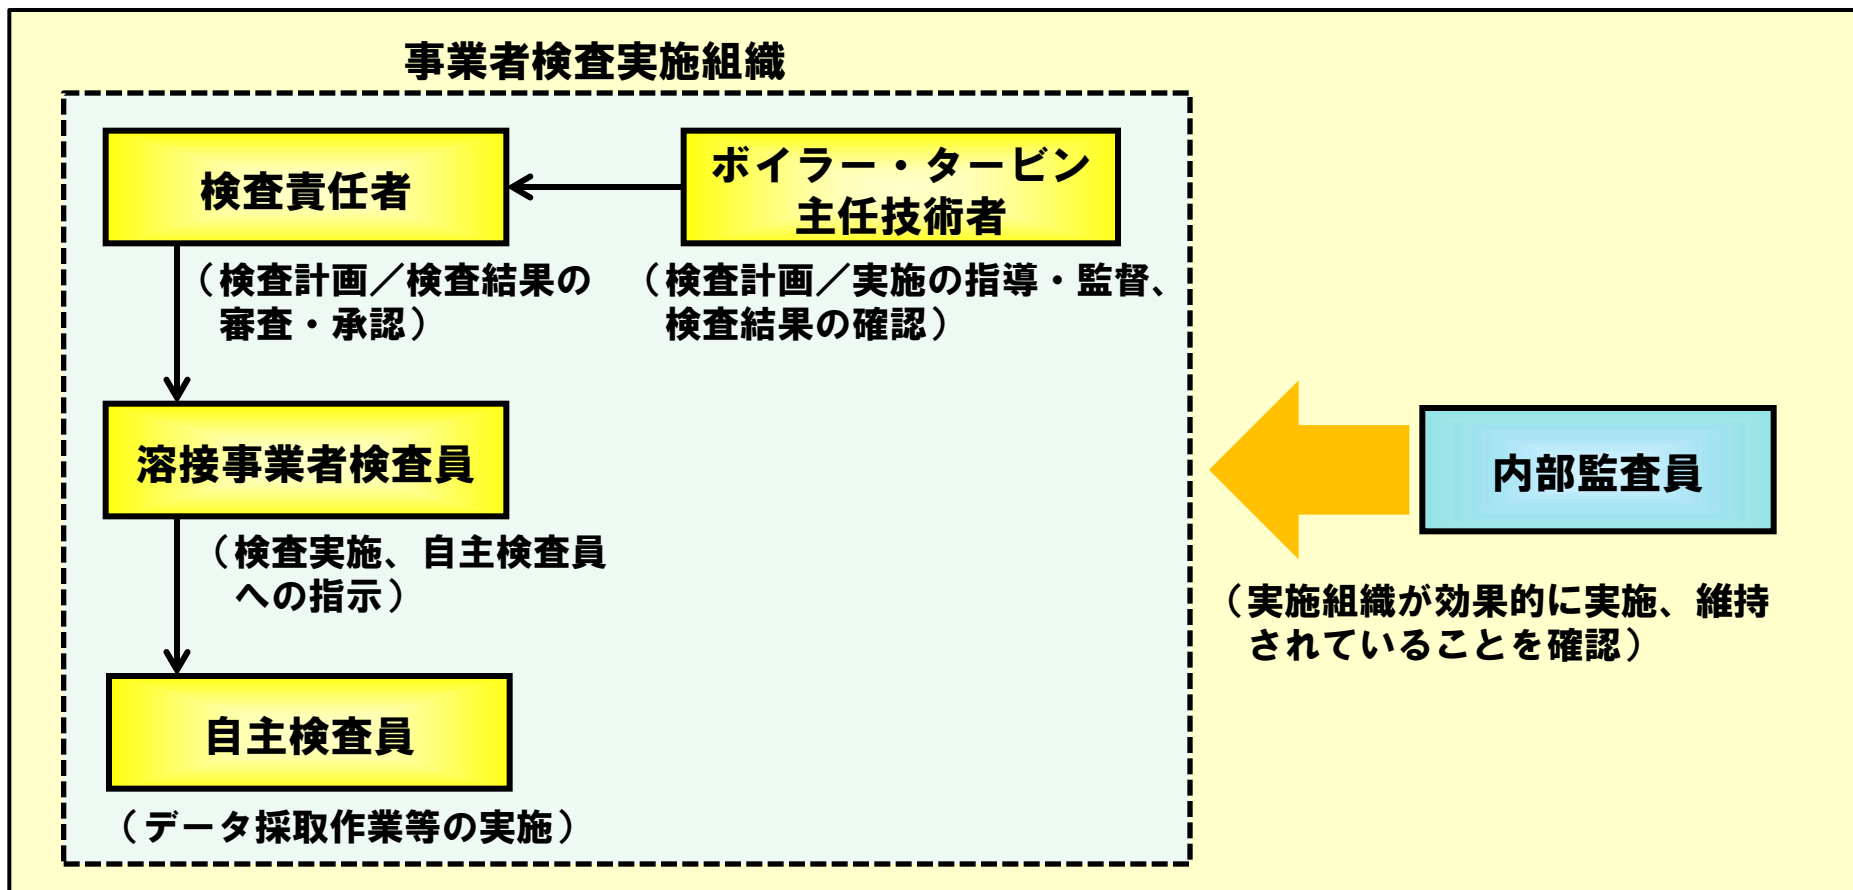 事業者検査実施組織
検査責任者
ボイラー・タービン
主任技術者
（検査計画／検査結果の
審査・承認）
（検査計画／実施の指導・監督、
検査結果の確認）
溶接事業者検査員
（検査実施、自主検査員
への指示）
自主検査員
（データ採取作業等の実施）
内部監査員
（実施組織が効果的に実施、維持
されていることを確認）